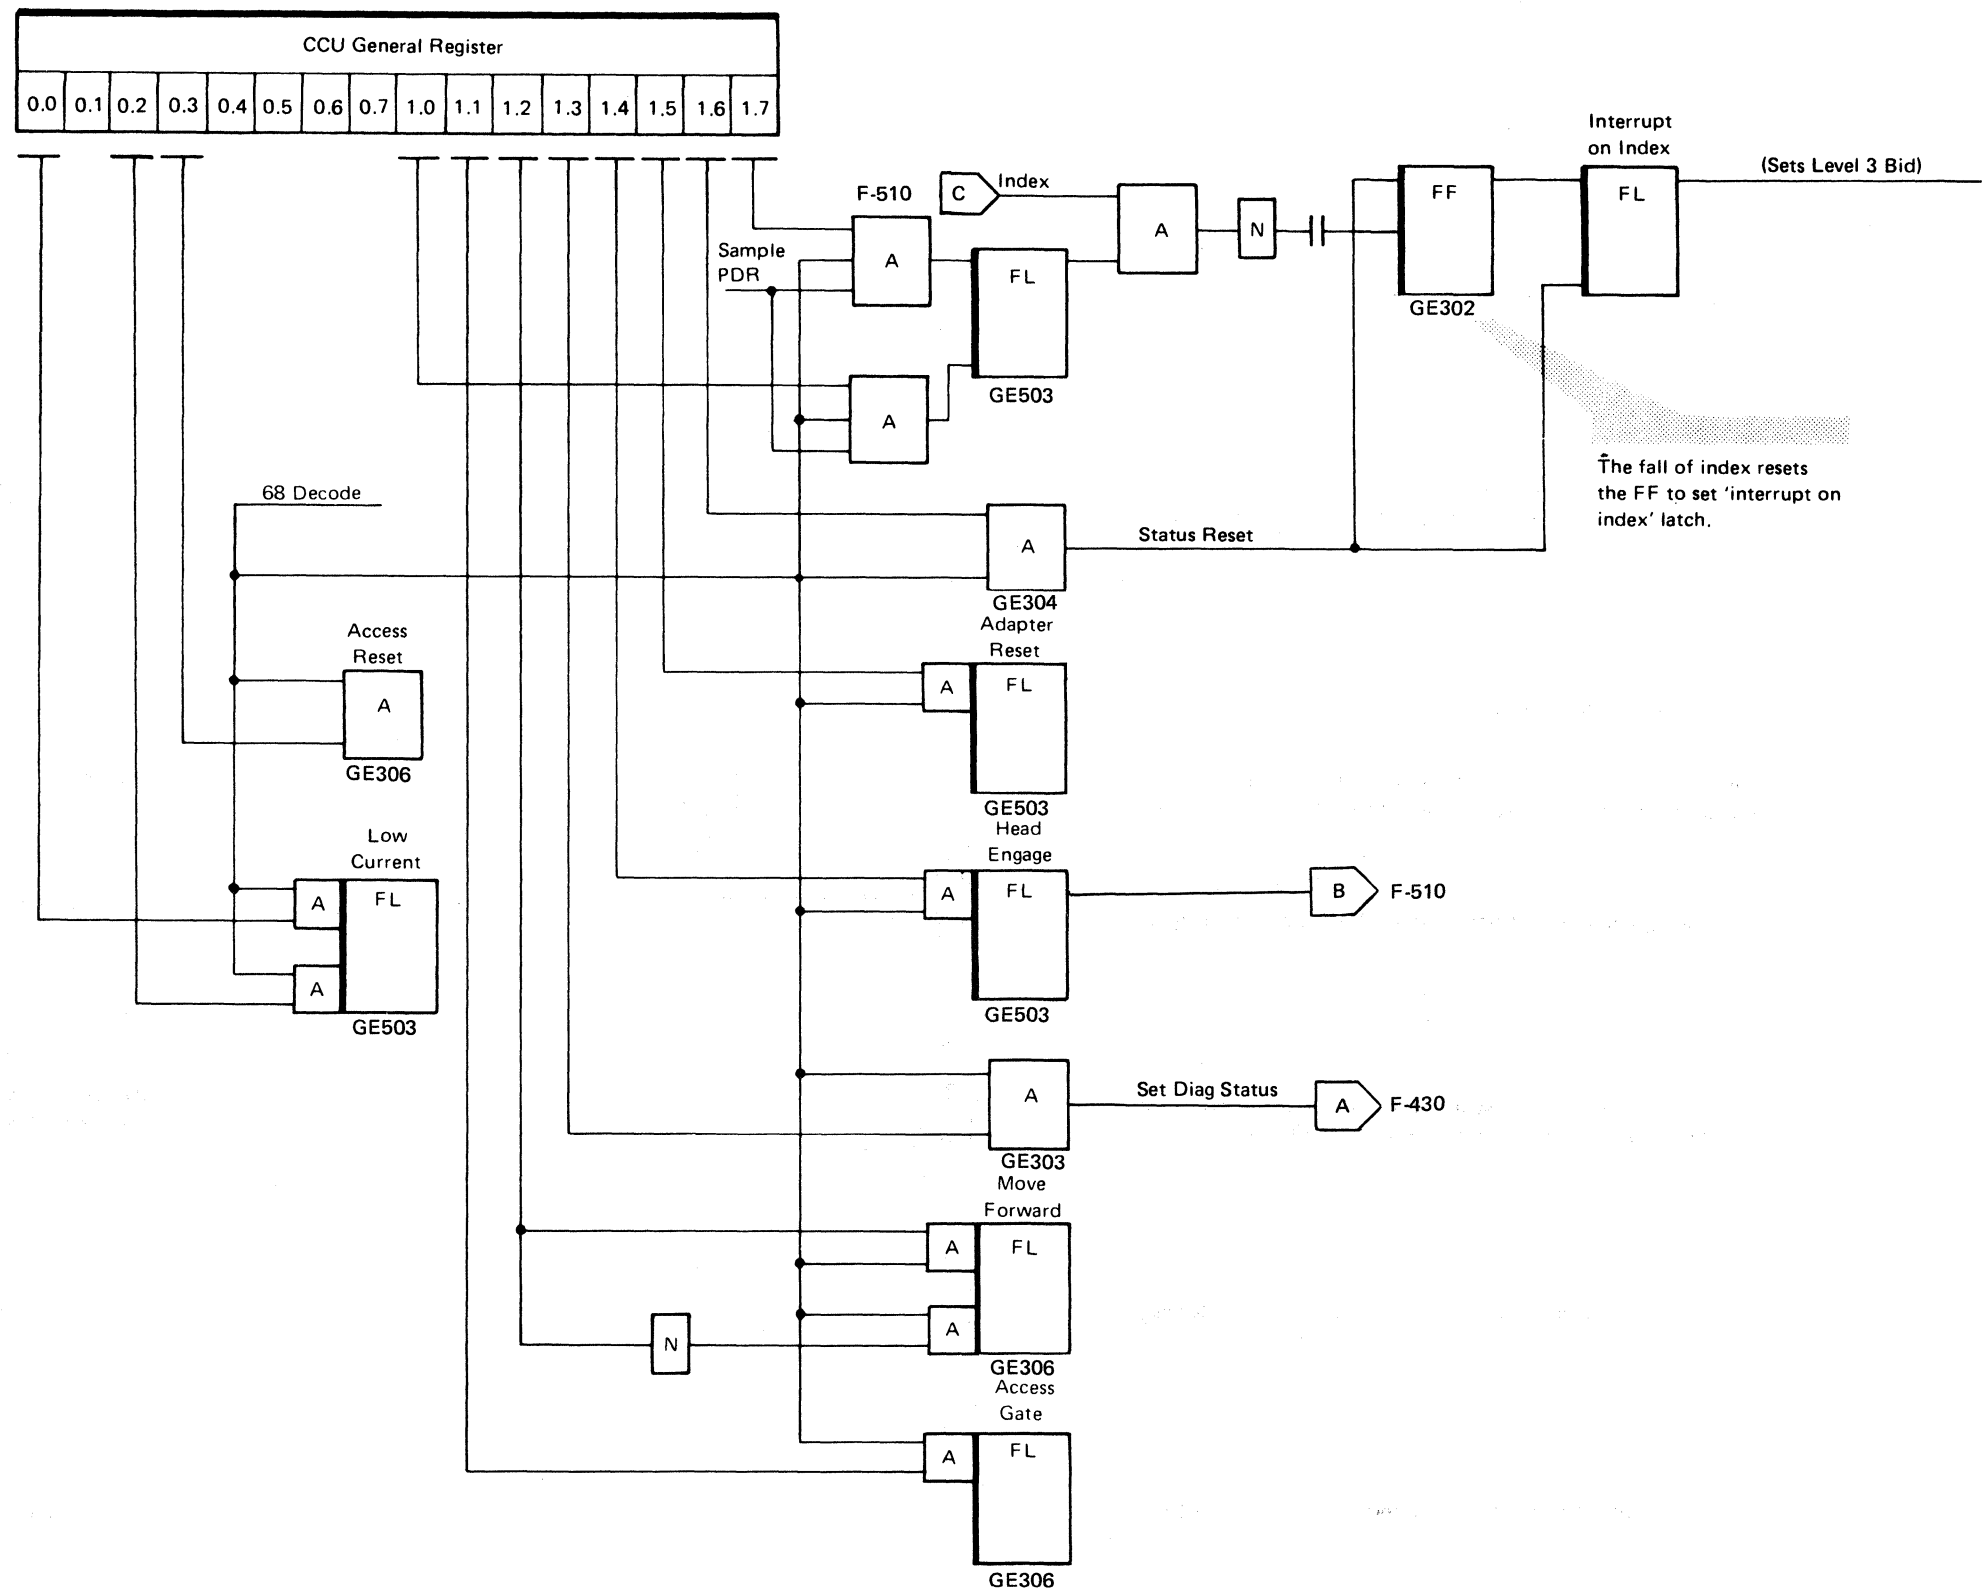 CCU General Register
0.0 0.1 0.2 0.3 0.4 0.5 0.6 0.7 1.0 1.1 1.2 1.3 1.4 1.5 1.6 1.7
Interrupt
on Index
(Sets Level 3 Bid)
F-510
C
Index
FF
FL
A
N
Sample
PDR
A
FL
GE302
GE503
A
The fall of index resets
the FF to set 'interrupt on
index' latch.
68 Decode
A
Status Reset
GE304
Access
Reset
A
GE306
Adapter
Reset
A
FL
GE503
Low
Current
A
FL
A
GE503
Head
Engage
A
FL
B
F-510
GE503
A
Set Diag Status
A
F-430
GE303
Move
Forward
A
FL
A
N
GE306
Access
Gate
A
FL
GE306